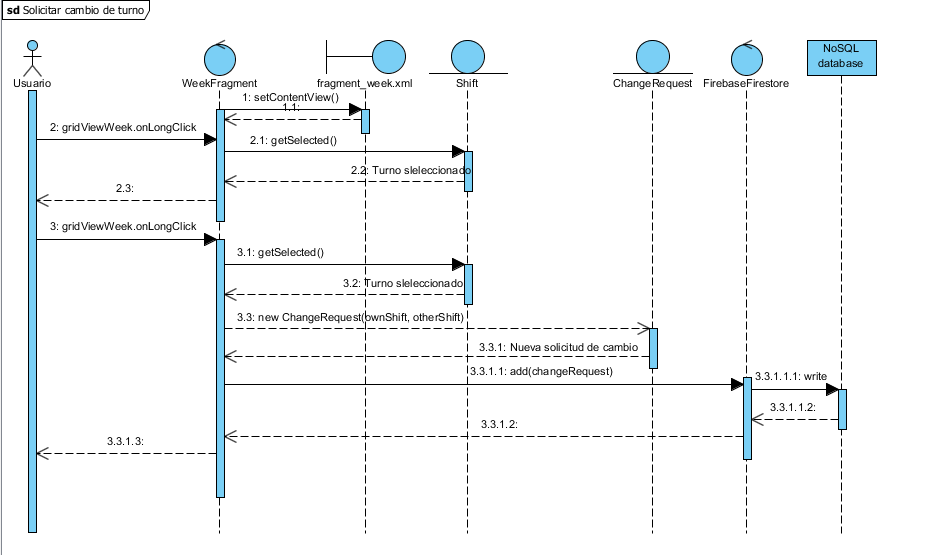 sd Solicitar cambio de turno
NoSQL
database
Usuario
WeekFragment
fragment_week.xml
Shift
ChangeRequest
FirebaseFirestore
1: setContentView()
1.1:
2: gridViewWeek.onLongClick
2.1: getSelected()
2.2: Turno sleleccionado
2.3:
3: gridViewWeek.onLongClick
3.1: getSelected()
3.2: Turno sleleccionado
3.3: new ChangeRequest(ownShift, otherShift)
3.3.1: Nueva solicitud de cambio
3.3.1.1: add(changeRequest)
3.3.1.1.1: write
3.3.1.1.2:
3.3.1.2:
3.3.1.3: